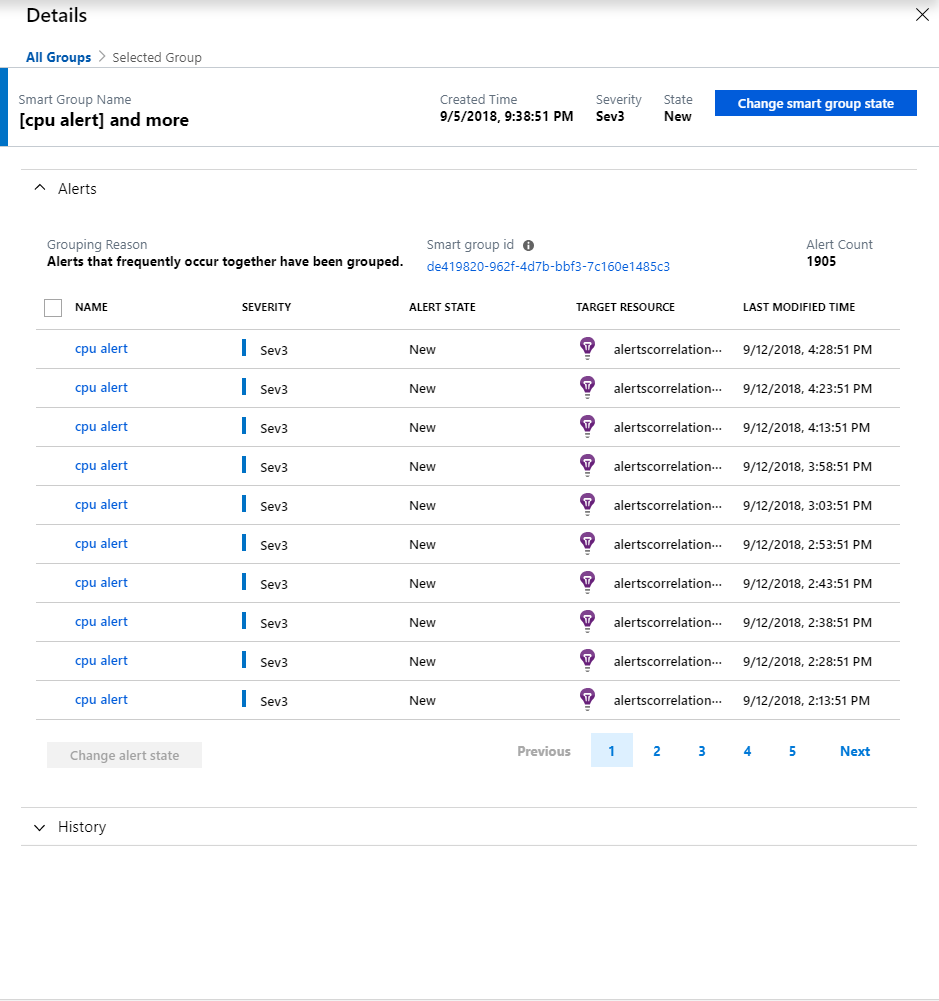 Details
All Groups > Selected Group
Smart Group Name Created Time Severity State
[cpu alert] and more 9/5/2018, 9:38:51 PM Sev3 New Change smart group state
Alerts
Grouping Reason Smart group id Alert Count
Alerts that frequently occur together have been grouped. de419820-962f-4d7b-bbf3-7c160e1485c3 1905
NAME SEVERITY ALERT STATE TARGET RESOURCE LAST MODIFIED TIME
cpu alert Sev3 New alertscorrelation··· 9/12/2018, 4:28:51 PM
cpu alert Sev3 New alertscorrelation··· 9/12/2018, 4:23:51 PM
cpu alert Sev3 New alertscorrelation··· 9/12/2018, 4:13:51 PM
cpu alert Sev3 New alertscorrelation··· 9/12/2018, 3:58:51 PM
cpu alert Sev3 New alertscorrelation··· 9/12/2018, 3:03:51 PM
cpu alert Sev3 New alertscorrelation··· 9/12/2018, 2:53:51 PM
cpu alert Sev3 New alertscorrelation··· 9/12/2018, 2:43:51 PM
cpu alert Sev3 New alertscorrelation··· 9/12/2018, 2:38:51 PM
cpu alert Sev3 New alertscorrelation··· 9/12/2018, 2:28:51 PM
cpu alert Sev3 New alertscorrelation··· 9/12/2018, 2:13:51 PM
Change alert state Previous 1 2 3 4 5 Next
History